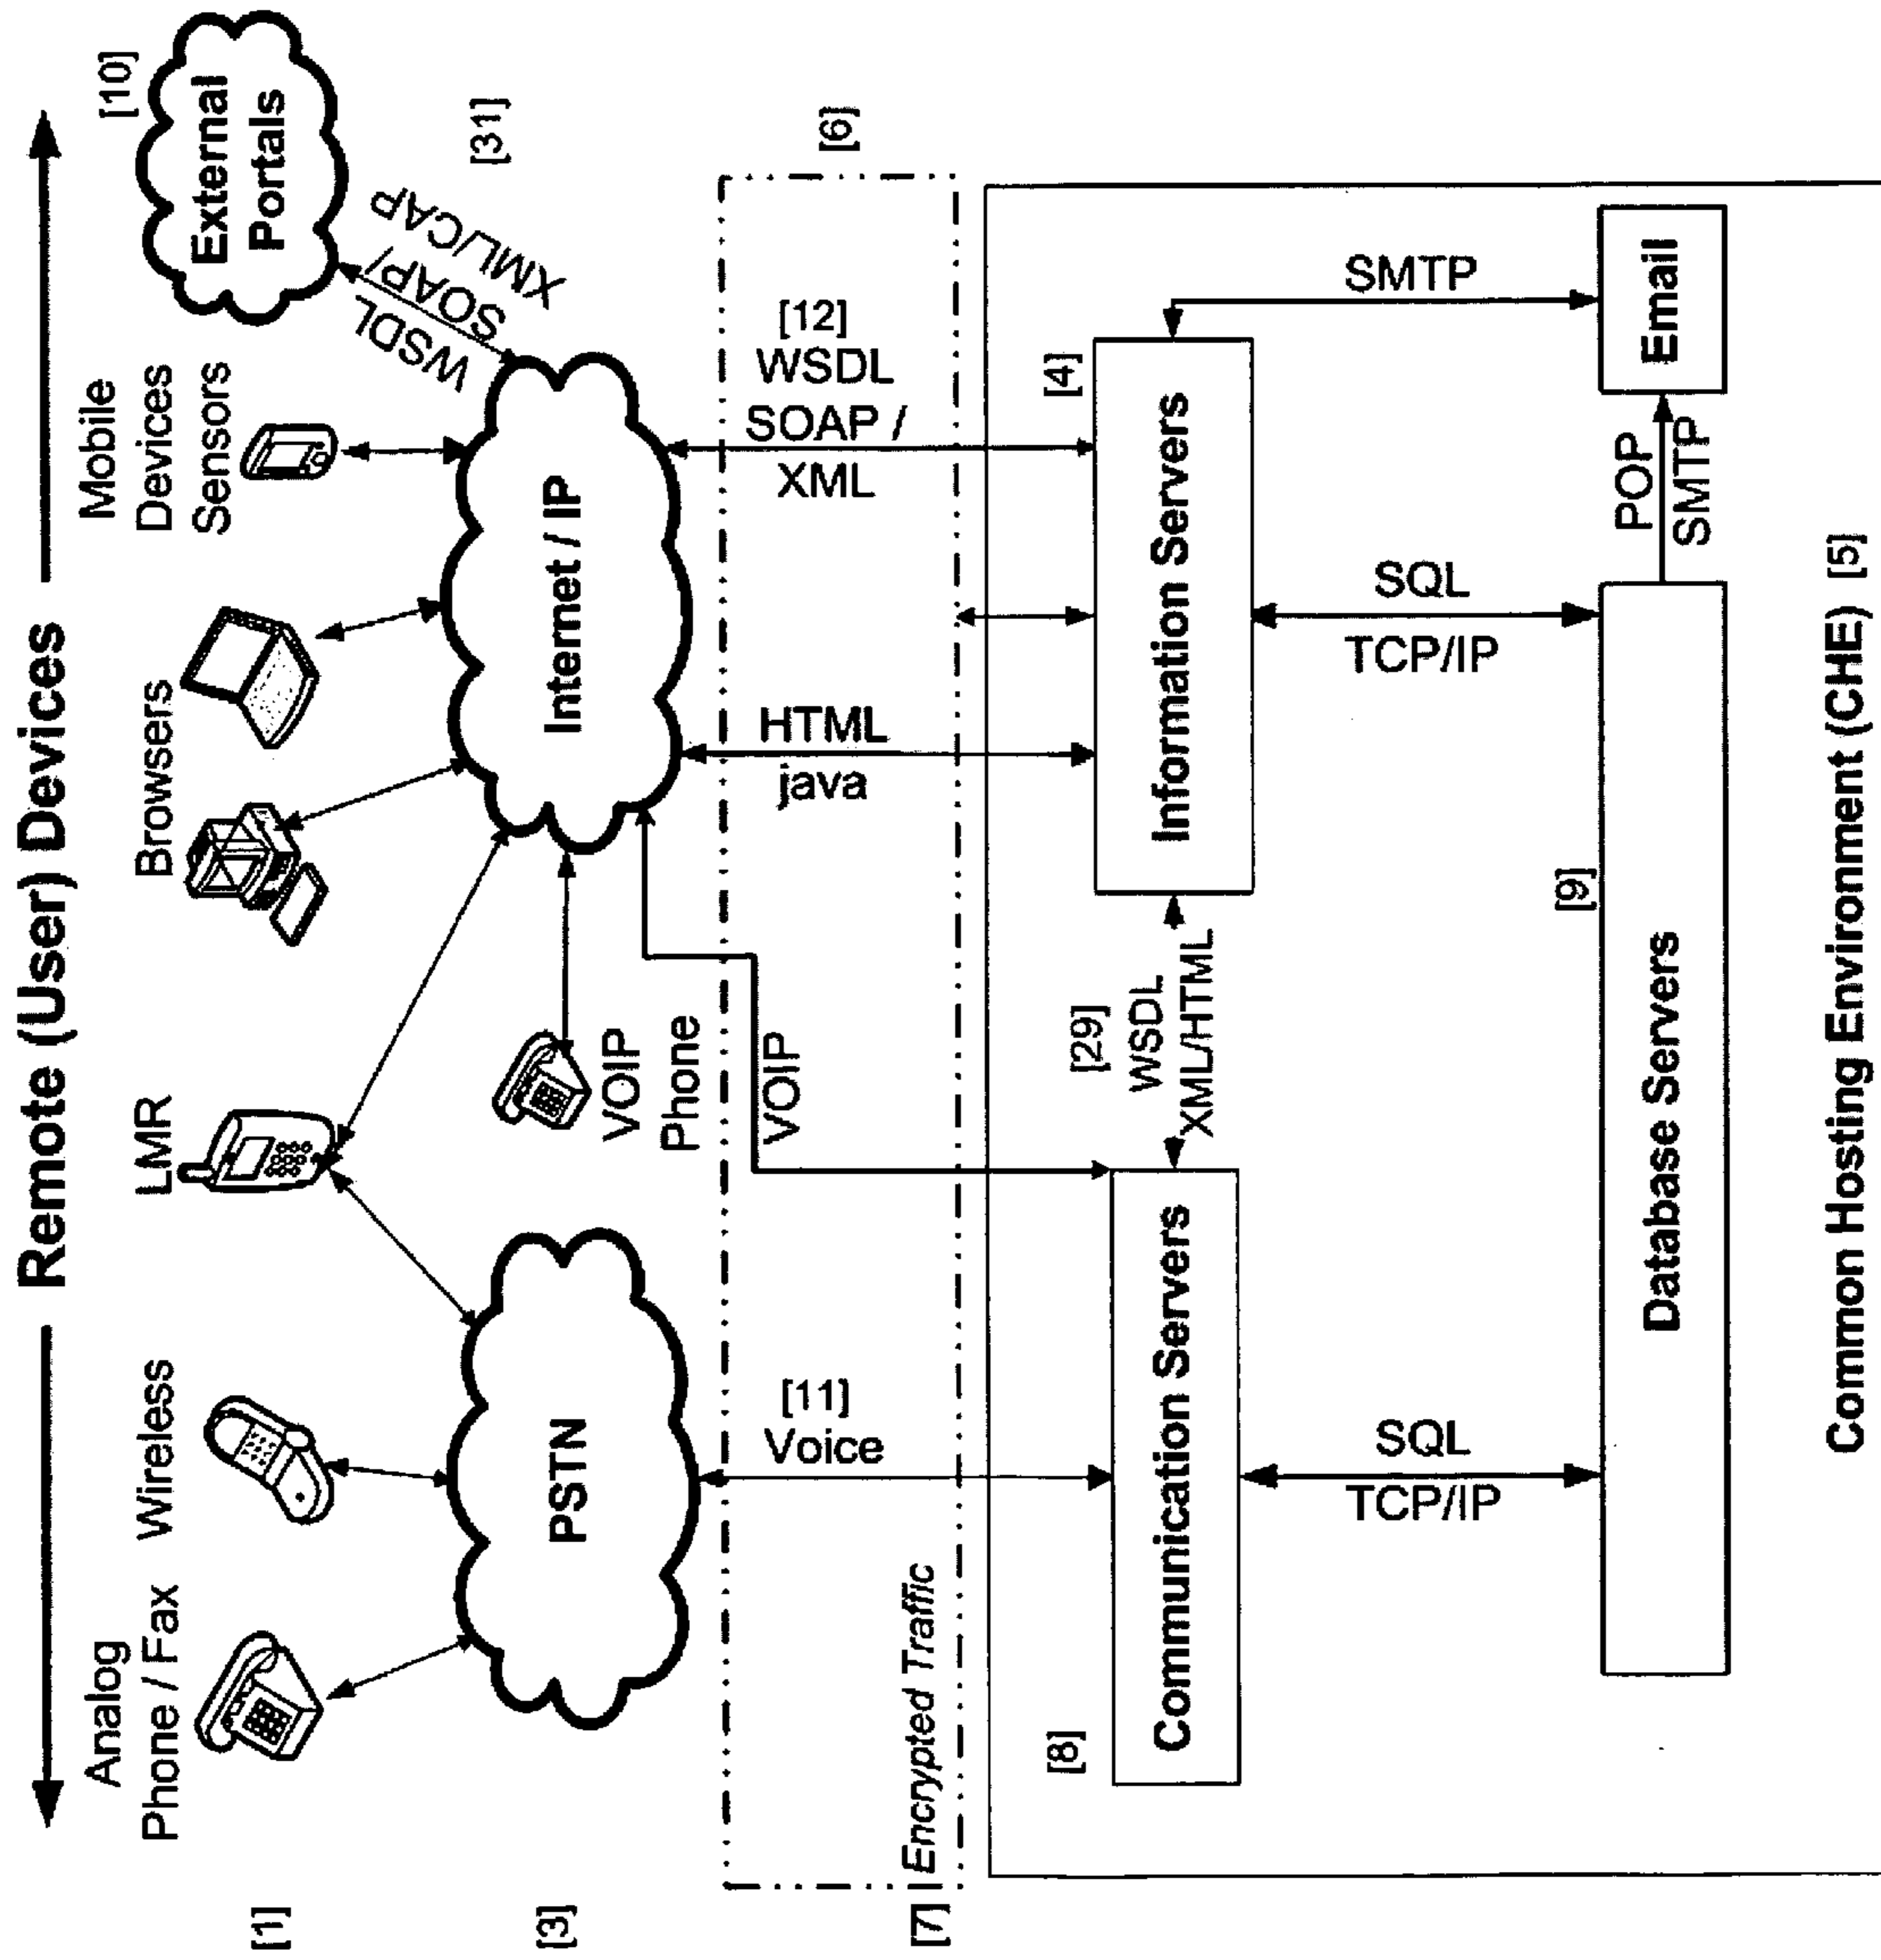 Remote (User) Devices
[1]
Analog
Phone / Fax
Wireless
LMR
Browsers
Mobile
Devices
Sensors
[10]
External
Portals
[3]
PSTN
VOIP
Phone
Internet / IP
WSDL
SOAP/
XML/CAP
[31]
[6]
[7]
Encrypted Traffic
[11]
Voice
VOIP
HTML
java
[12]
WSDL
SOAP /
XML
[8]
Communication Servers
[29]
WSDL
XML/HTML
Information Servers
[4]
SQL
TCP/IP
SQL
TCP/IP
SMTP
[9]
Database Servers
POP
SMTP
Email
Common Hosting Environment (CHE) [5]